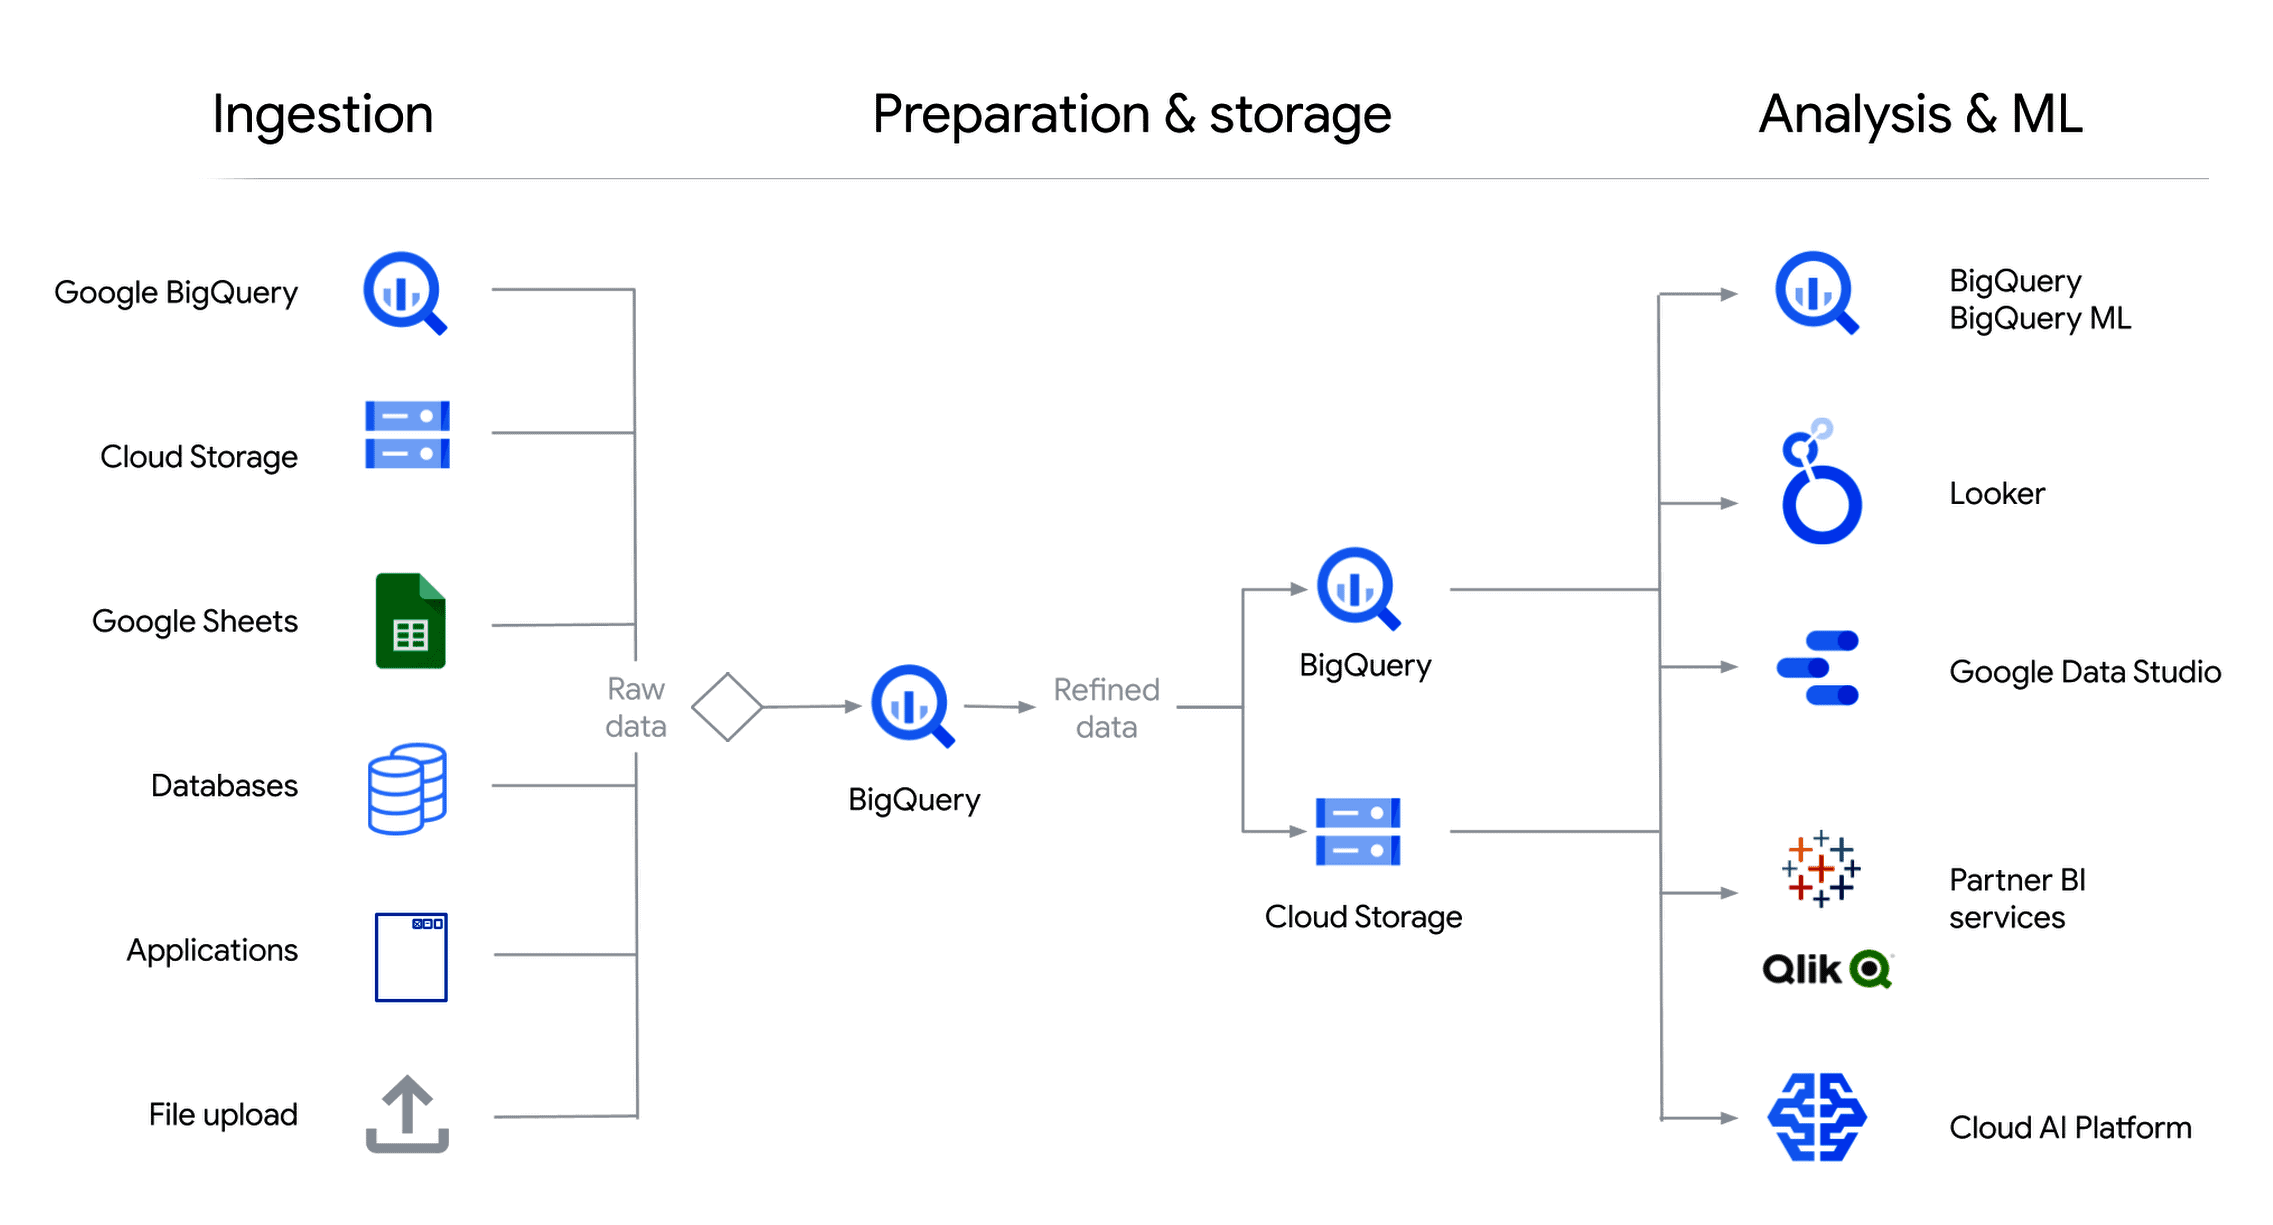 Ingestion
Preparation & storage
Analysis & ML
Google BigQuery
Cloud Storage
Google Sheets
Databases
Applications
File upload
Raw
data
BigQuery
Refined
data
BigQuery
Cloud Storage
BigQuery
BigQuery ML
Looker
Google Data Studio
Partner BI
services
Qlik
Cloud AI Platform